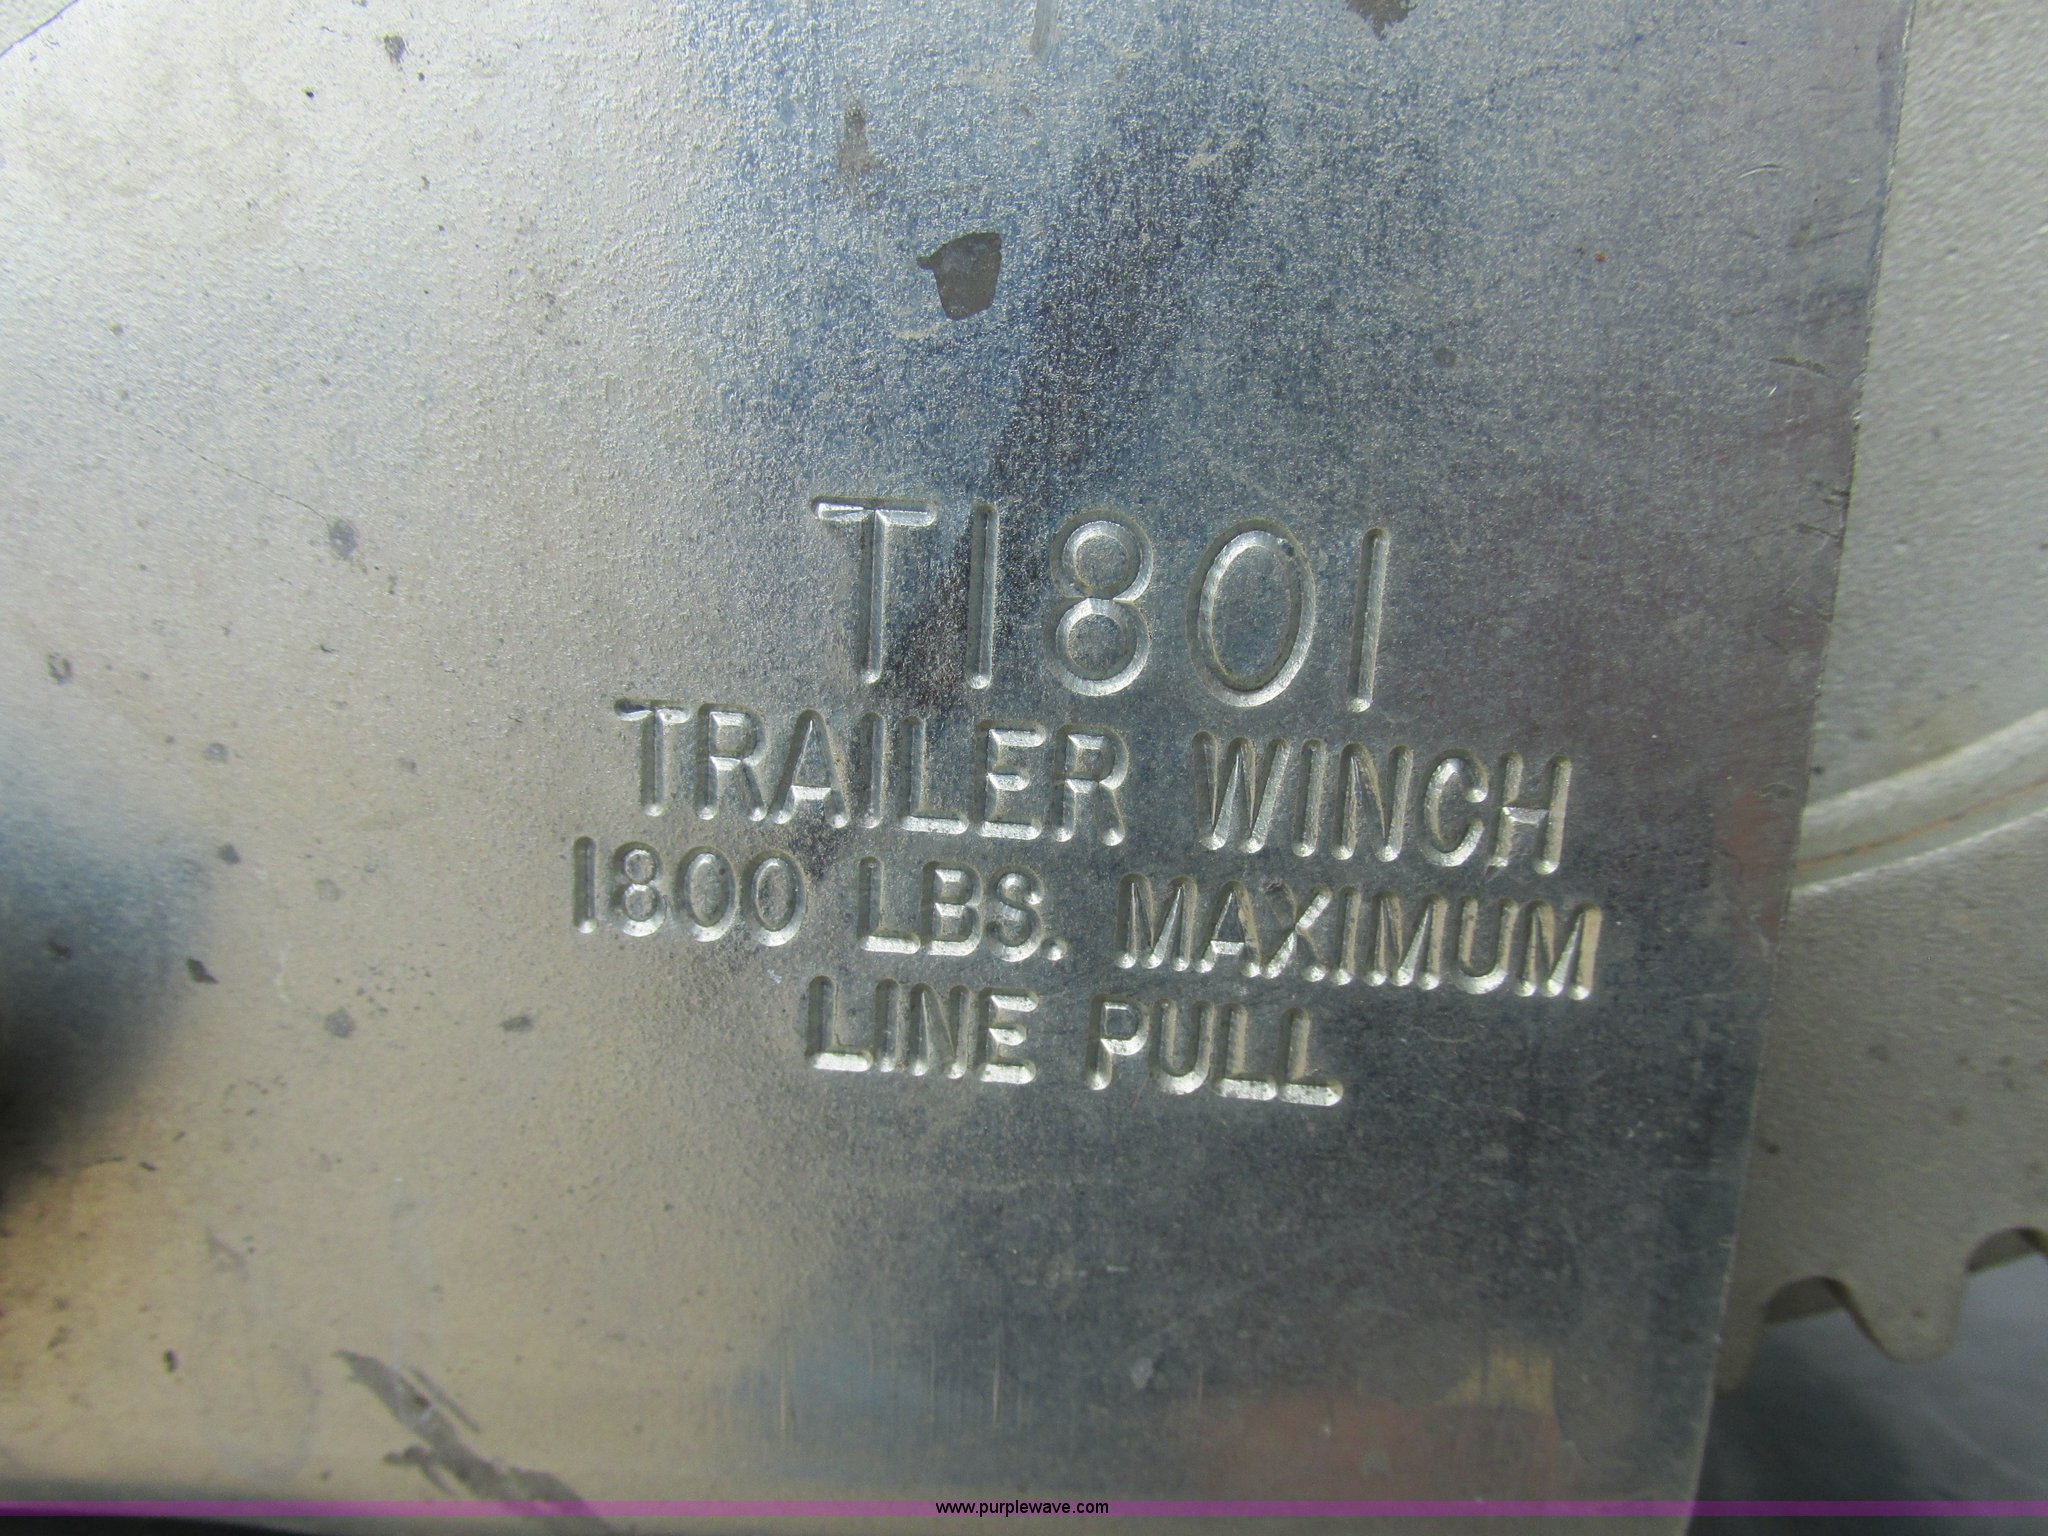 T1801
TRAILER WINCH
1800 LBS. MAXIMUM
LINE PULL
www.purplewave.com